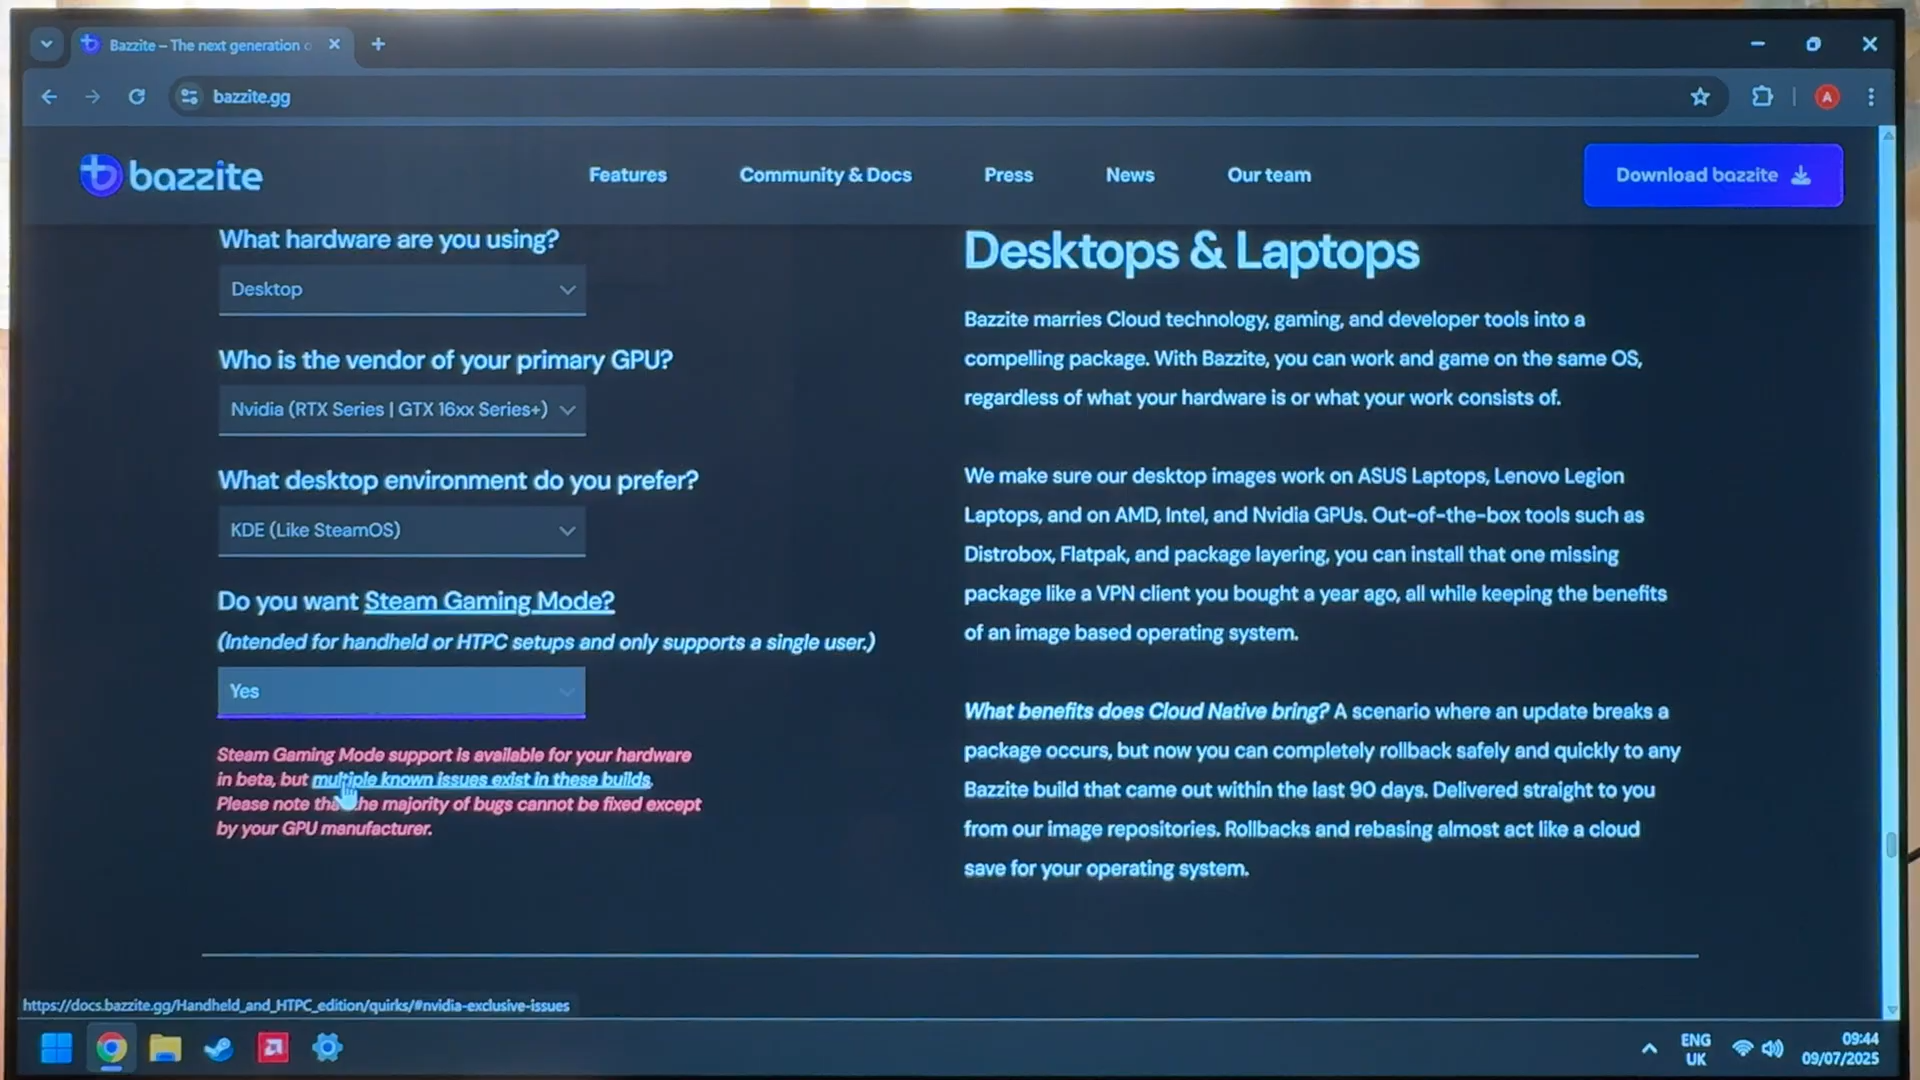 Bazzite – The next generation o
bazzite.gg
A
bazzite
Features
Community & Docs
Press
News
Our team
Download bazzite
What hardware are you using?
Desktop
Who is the vendor of your primary GPU?
Nvidia (RTX Series | GTX 16xx Series+)
What desktop environment do you prefer?
KDE (Like SteamOS)
Do you want Steam Gaming Mode?
(Intended for handheld or HTPC setups and only supports a single user.)
Yes
Steam Gaming Mode support is available for your hardware
in beta, but multiple known issues exist in these builds.
Please note that the majority of bugs cannot be fixed except
by your GPU manufacturer.
Desktops & Laptops
Bazzite marries Cloud technology, gaming, and developer tools into a
compelling package. With Bazzite, you can work and game on the same OS,
regardless of what your hardware is or what your work consists of.
We make sure our desktop images work on ASUS Laptops, Lenovo Legion
Laptops, and on AMD, Intel, and Nvidia GPUs. Out-of-the-box tools such as
Distrobox, Flatpak, and package layering, you can install that one missing
package like a VPN client you bought a year ago, all while keeping the benefits
of an image based operating system.
What benefits does Cloud Native bring? A scenario where an update breaks a
package occurs, but now you can completely rollback safely and quickly to any
Bazzite build that came out within the last 90 days. Delivered straight to you
from our image repositories. Rollbacks and rebasing almost act like a cloud
save for your operating system.
https://docs.bazzite.gg/Handheld_and_HTPC_edition/quirks/#nvidia-exclusive-issues
ENG
UK
09:44
09/07/2025